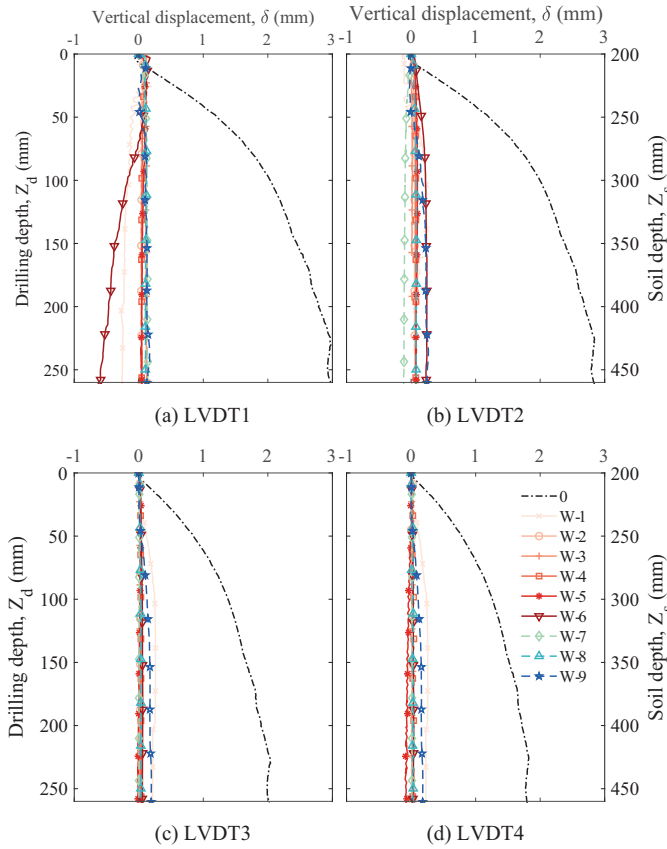 Vertical displacement, δ (mm) Vertical displacement, δ (mm)
-1 0 1 2 3 -1 0 1 2 3
0 200
50 250
100 300
150 350
200 400
250 450
Drilling depth, Z_d (mm)
Soil depth, Z_s (mm)
(a) LVDT1 (b) LVDT2
-1 0 1 2 3 -1 0 1 2 3
0 200
50 250
100 300
150 350
200 400
250 450
Drilling depth, Z_d (mm)
Soil depth, Z_s (mm)
0
W-1
W-2
W-3
W-4
W-5
W-6
W-7
W-8
W-9
(c) LVDT3 (d) LVDT4